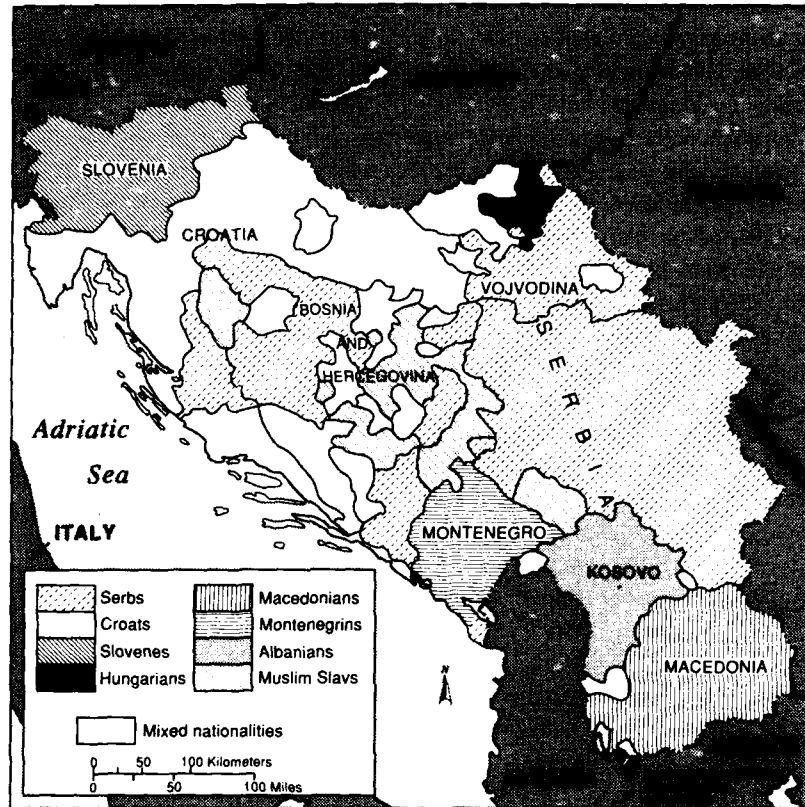 SLOVENIA
CROATIA
VOJVODINA
BOSNIA
AND
HERCEGOVINA
SERBIA
Adriatic
Sea
ITALY
MONTENEGRO
KOSOVO
MACEDONIA
Serbs
Croats
Slovenes
Hungarians
Macedonians
Montenegrins
Albanians
Muslim Slavs
Mixed nationalities
N
0 50 100 Kilometers
0 50 100 Miles